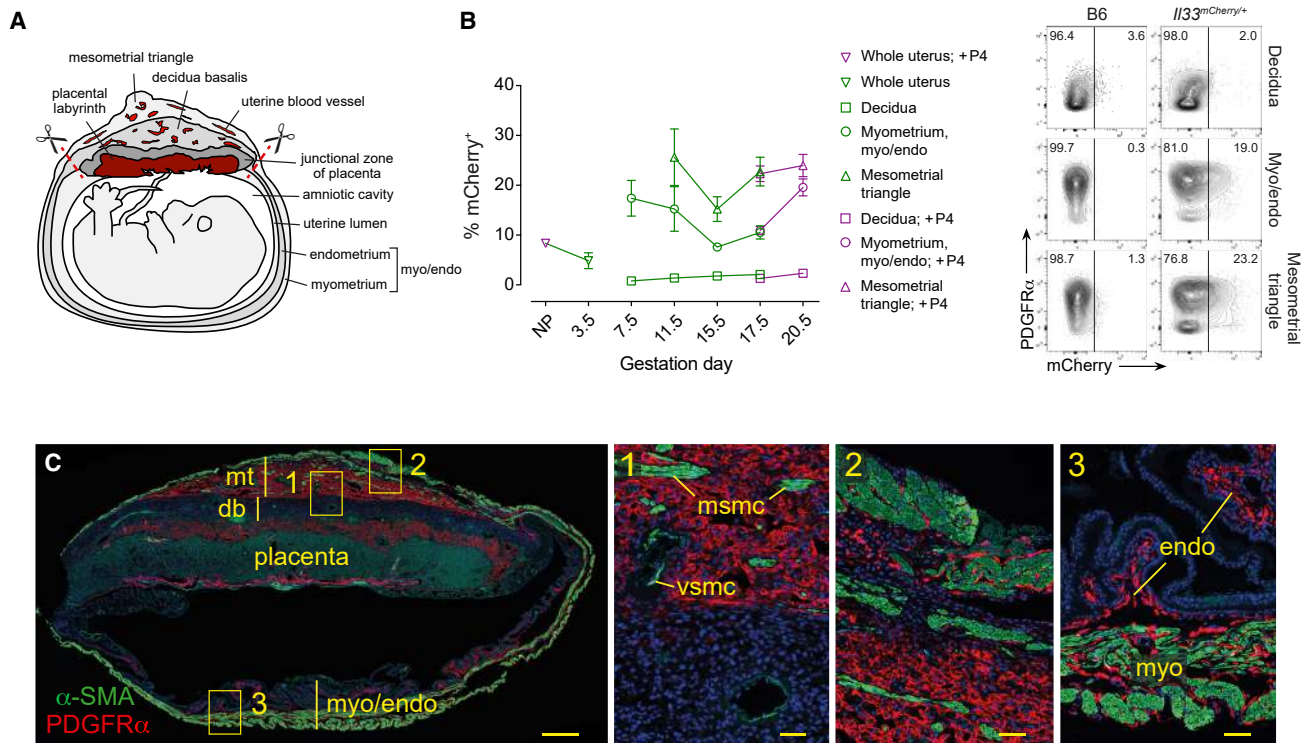 A
mesometrial triangle
decidua basalis
placental
labyrinth
uterine blood vessel
junctional zone
of placenta
amniotic cavity
uterine lumen
endometrium
myometrium
myo/endo
B
% mCherry+
40
30
20
10
0
NP
3.5
7.5
11.5
15.5
17.5
20.5
Gestation day
Whole uterus; +P4
Whole uterus
Decidua
Myometrium,
myo/endo
Mesometrial
triangle
Decidua; +P4
Myometrium,
myo/endo; +P4
Mesometrial
triangle; +P4
B6
Il33mCherry/+
96.4 3.6
98.0 2.0
Decidua
99.7 0.3
81.0 19.0
Myo/endo
98.7 1.3
76.8 23.2
Mesometrial
triangle
PDGFRα
mCherry
C
mt
db
1
2
placenta
3
myo/endo
α-SMA
PDGFRα
1
msmc
vsmc
2
3
endo
myo